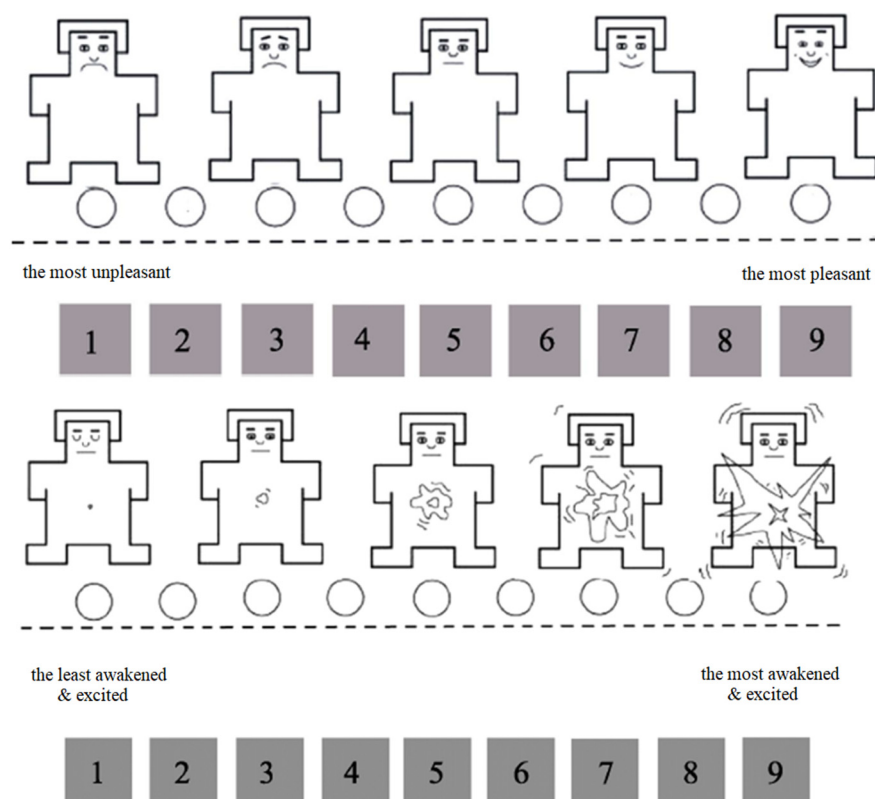 the most unpleasant the most pleasant
1 2 3 4 5 6 7 8 9
the least awakened the most awakened
& excited & excited
1 2 3 4 5 6 7 8 9